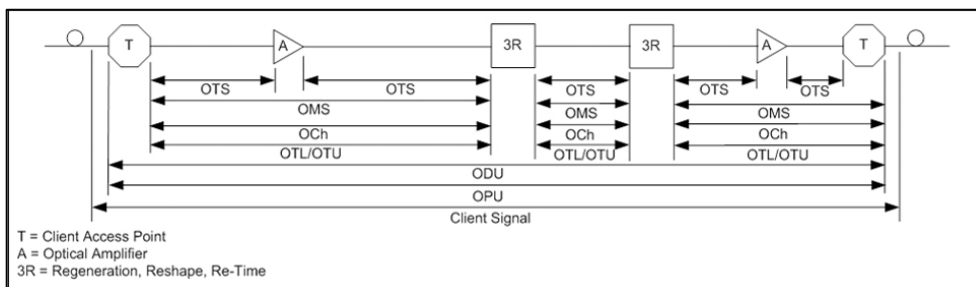 T A 3R 3R A T
OTS OTS OTS OTS OTS
OMS OMS OMS
OCh OCh OCh
OTL/OTU OTL/OTU OTL/OTU
ODU
OPU
Client Signal
T = Client Access Point
A = Optical Amplifier
3R = Regeneration, Reshape, Re-Time